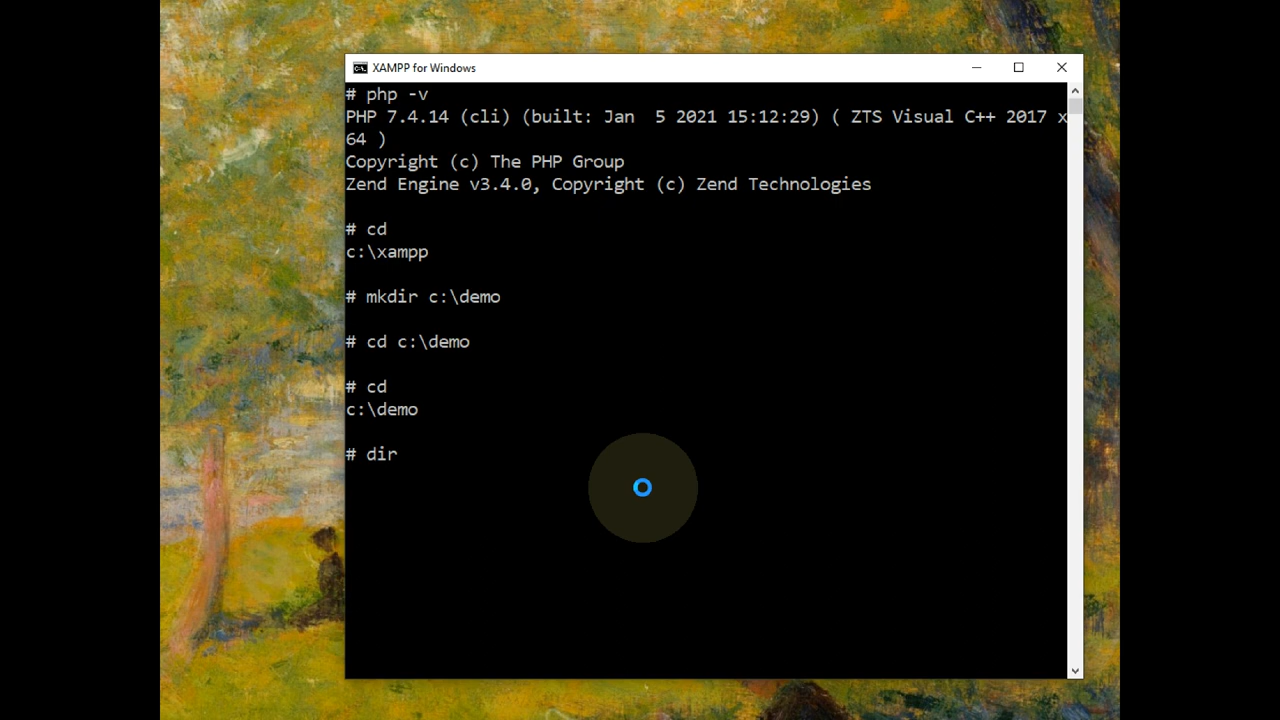 XAMPP for Windows
# php -v
PHP 7.4.14 (cli) (built: Jan  5 2021 15:12:29) ( ZTS Visual C++ 2017 x
64 )
Copyright (c) The PHP Group
Zend Engine v3.4.0, Copyright (c) Zend Technologies
# cd
c:\xampp
# mkdir c:\demo
# cd c:\demo
# cd
c:\demo
# dir